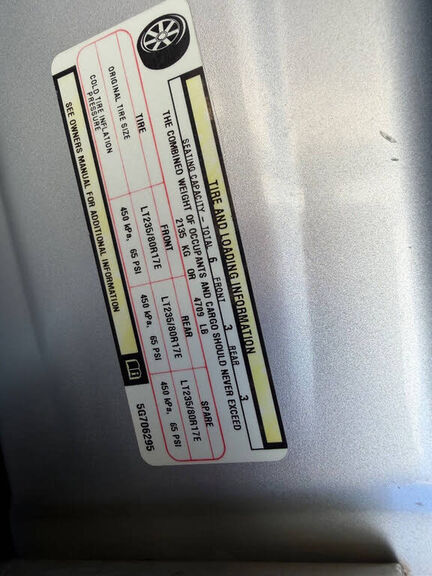 TIRE AND LOADING INFORMATION
SEATING CAPACITY - TOTAL 6 FRONT 3 REAR 3
THE COMBINED WEIGHT OF OCCUPANTS AND CARGO SHOULD NEVER EXCEED
2135 KG OR 4709 LB
TIRE FRONT REAR SPARE
ORIGINAL TIRE SIZE LT235/80R17E LT235/80R17E LT235/80R17E
COLD TIRE INFLATION PRESSURE 450 kPa, 65 PSI 450 kPa, 65 PSI 450 kPa, 65 PSI
SEE OWNERS MANUAL FOR ADDITIONAL INFORMATION
5G706295